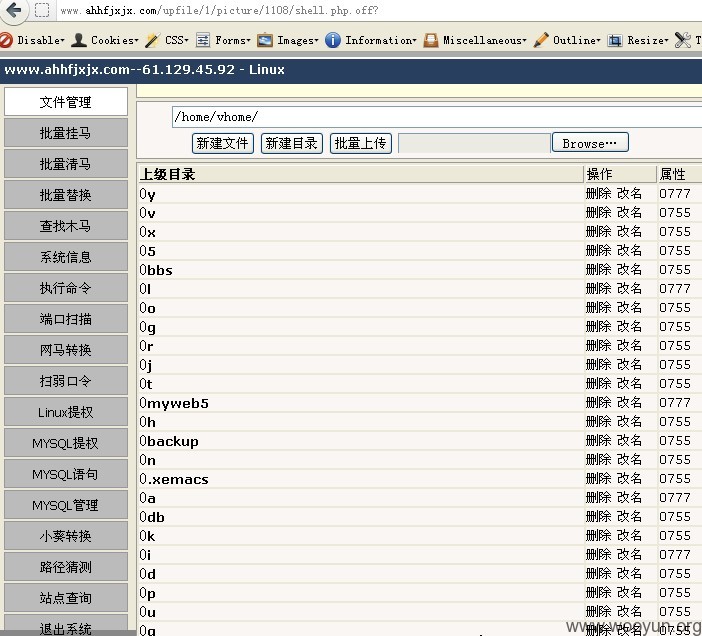 www.ahhfjxjx.com/upfile/1/picture/1108/shell.php.off?
Disable▾ Cookies▾ CSS▾ Forms▾ Images▾ Information▾ Miscellaneous▾ Outline▾ Resize▾ T
www.ahhfjxjx.com--61.129.45.92 - Linux
文件管理
批量挂马
批量清马
批量替换
查找木马
系统信息
执行命令
端口扫描
网马转换
扫弱口令
Linux提权
MYSQL提权
MYSQL语句
MYSQL管理
小葵转换
路径猜测
站点查询
退出系统
/home/vhome/
新建文件 新建目录 批量上传 Browse…
上级目录 操作 属性
0y 删除 改名 0777
0v 删除 改名 0755
0x 删除 改名 0755
05 删除 改名 0755
0bbs 删除 改名 0755
0l 删除 改名 0777
0o 删除 改名 0755
0g 删除 改名 0755
0r 删除 改名 0755
0j 删除 改名 0755
0t 删除 改名 0755
0myweb5 删除 改名 0777
0h 删除 改名 0755
0backup 删除 改名 0755
0n 删除 改名 0755
0.xemacs 删除 改名 0755
0a 删除 改名 0777
0db 删除 改名 0755
0k 删除 改名 0755
0i 删除 改名 0777
0d 删除 改名 0755
0p 删除 改名 0755
0u 删除 改名 0755
0q 删除 改名 0755
www.wooyun.org